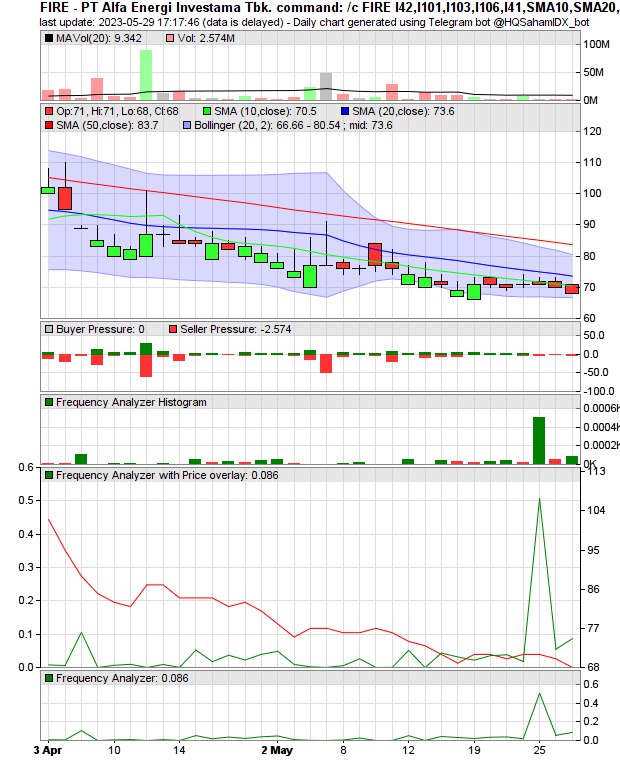 FIRE - PT Alfa Energi Investama Tbk. command: /c FIRE I42,I101,I103,I106,I41,SMA10,SMA20,
last update: 2023-05-29 17:17:46 (data is delayed) - Daily chart generated using Telegram bot @HQSahamIDX_bot
MAVol(20): 9.342 Vol: 2.574M
100M
50M
0M
Op:71, Hi:71, Lo:68, Cl:68 SMA (10,close): 70.5 SMA (20,close): 73.6
SMA (50,close): 83.7 Bollinger (20, 2): 66.66 - 80.54 ; mid: 73.6
120
110
100
90
80
70
60
Buyer Pressure: 0 Seller Pressure: -2.574
50.0
0.0
-50.0
-100.0
Frequency Analyzer Histogram
0.0006K
0.0004K
0.0002K
0K
Frequency Analyzer with Price overlay: 0.086
0.6
0.5
0.4
0.3
0.2
0.1
0.0
113
104
95
86
77
68
Frequency Analyzer: 0.086
0.6
0.4
0.2
0.0
3 Apr 10 14 2 May 8 12 19 25